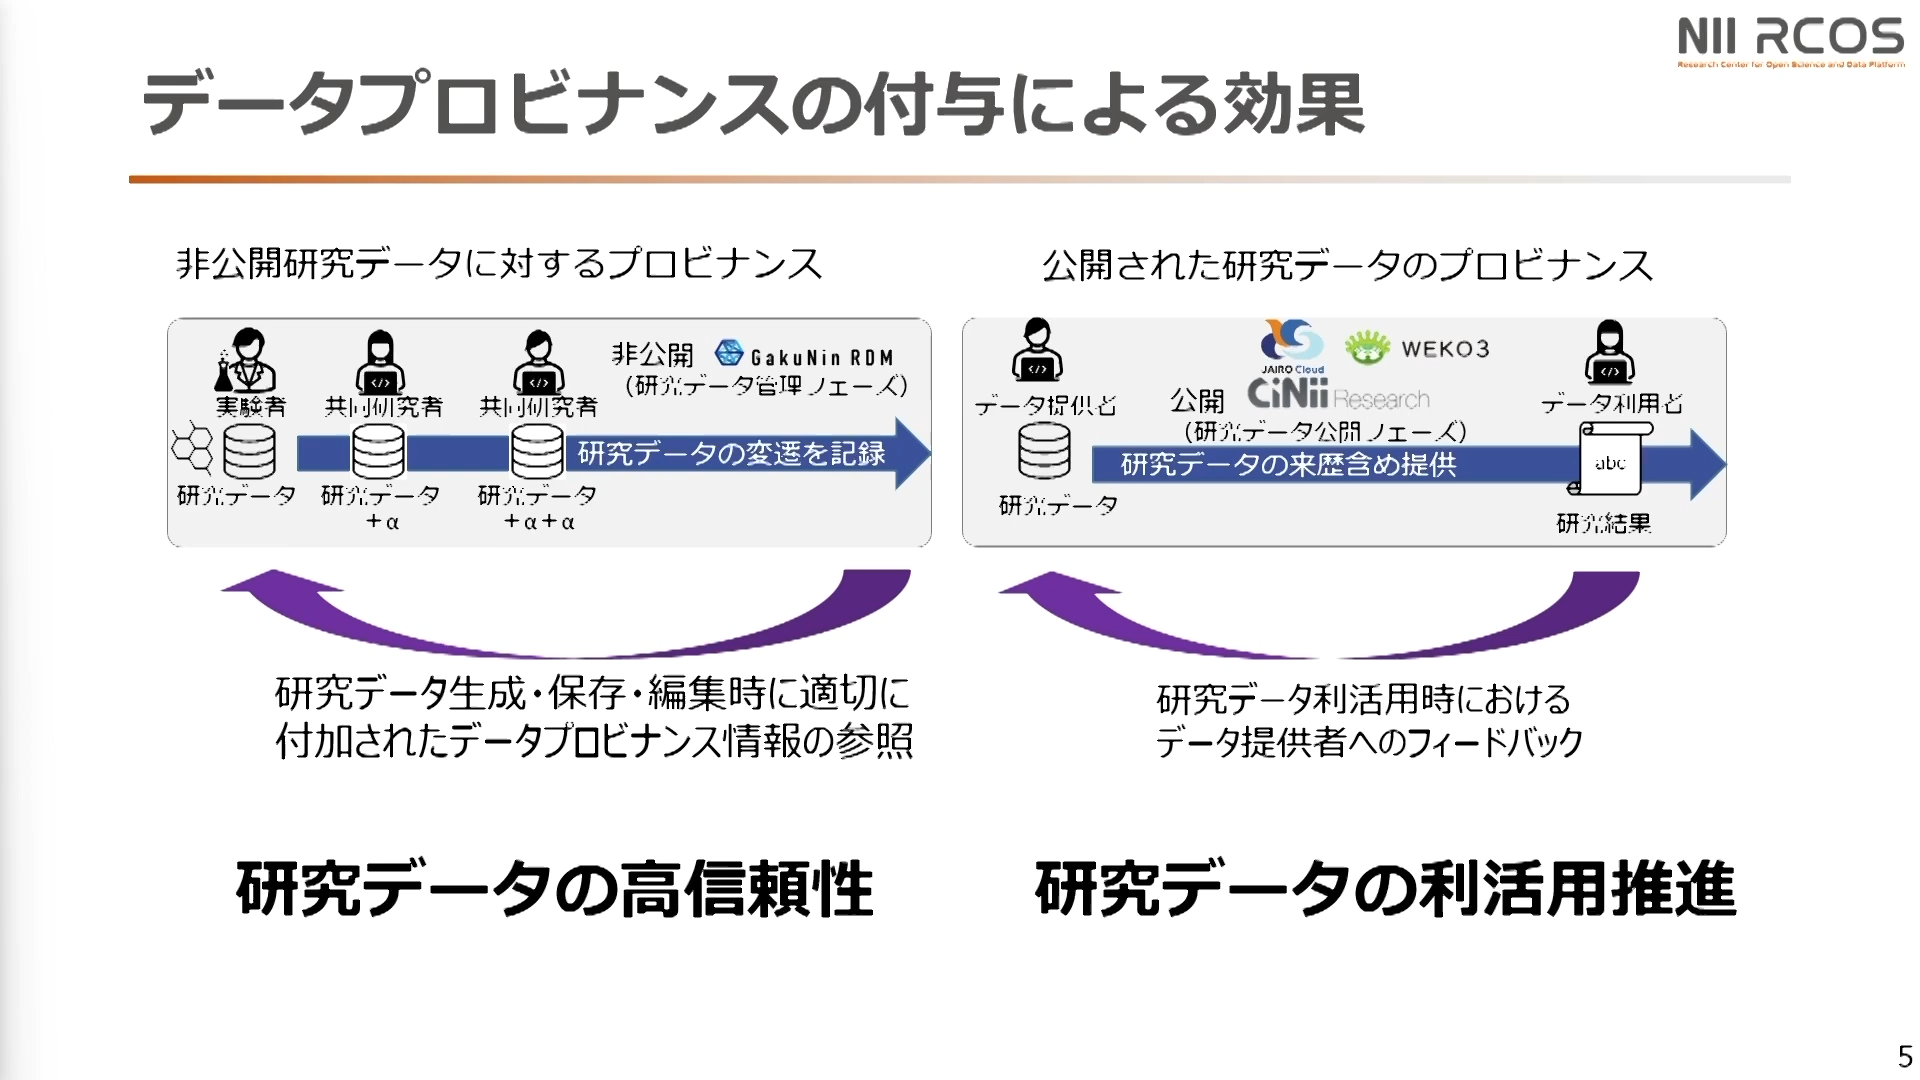 NII RCOS
Research Center for Open Science and Data Platform
データプロビナンスの付与による効果
非公開研究データに対するプロビナンス
実験者
共同研究者
共同研究者
非公開
GakuNin RDM
（研究データ管理フェーズ）
研究データの変遷を記録
研究データ
研究データ
+α
研究データ
+α+α
研究データ生成・保存・編集時に適切に
付加されたデータプロビナンス情報の参照
研究データの高信頼性
公開された研究データのプロビナンス
データ提供者
JAIRO Cloud
WEKO3
公開
CiNii Research
（研究データ公開フェーズ）
データ利用者
研究データの来歴含め提供
abc
研究データ
研究結果
研究データ利活用時における
データ提供者へのフィードバック
研究データの利活用推進
5